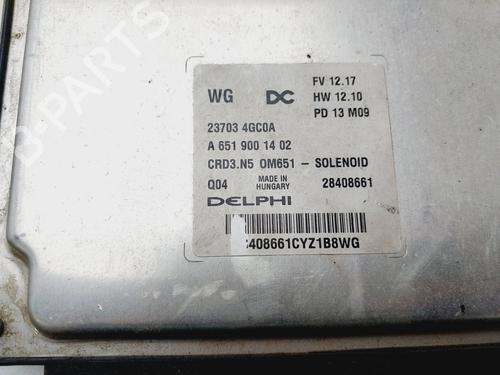 WG DC FV 12.17
HW 12.10
PD 13 M09
23703 4GC0A
A 651 900 14 02
CRD3.N5 OM651 - SOLENOID
Q04 MADE IN HUNGARY 28408661
DELPHI
408661CYZ1B8WG